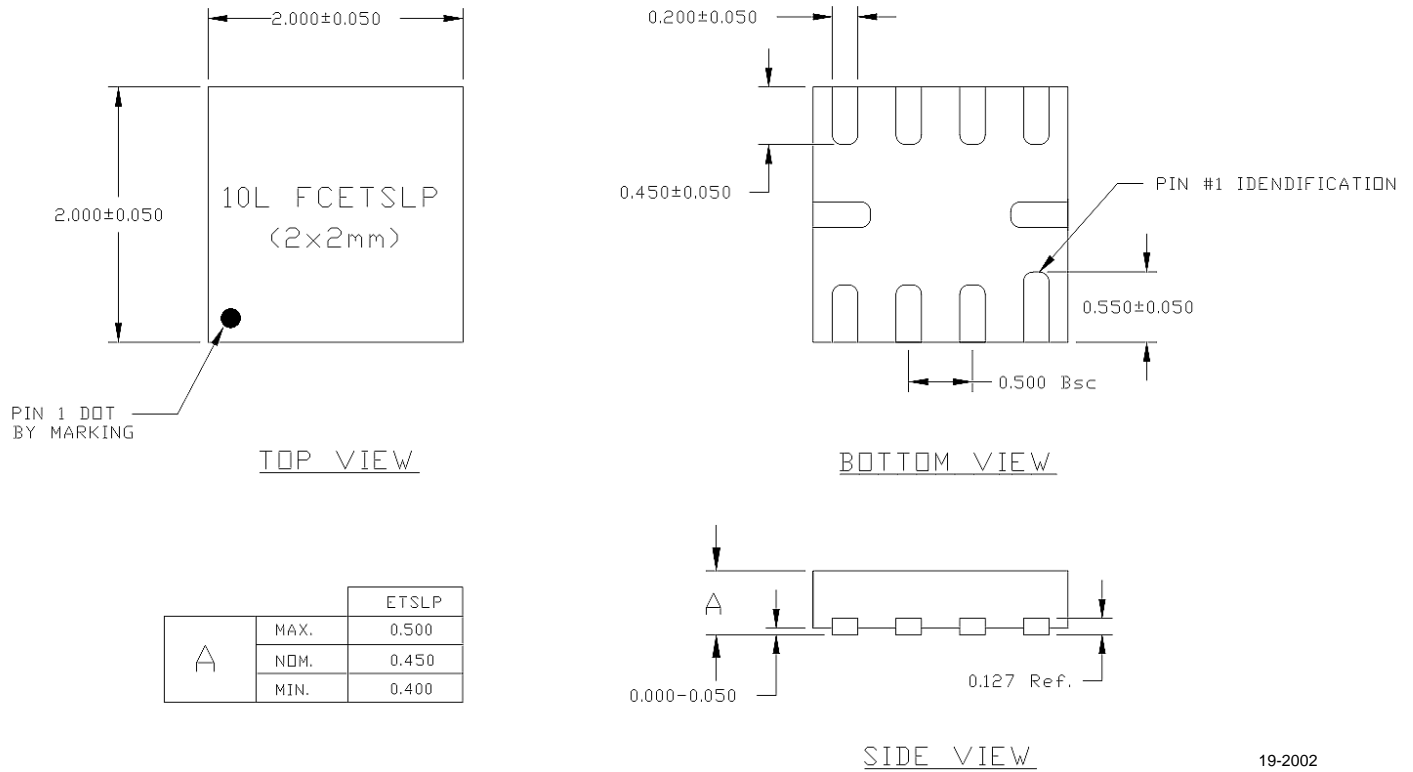 2.000±0.050
2.000±0.050
10L FCETSLP
(2x2mm)
PIN 1 DOT
BY MARKING
TOP VIEW
0.200±0.050
0.450±0.050
PIN #1 IDENDIFICATION
0.550±0.050
0.500 Bsc
BOTTOM VIEW
ETSLP
A
MAX. 0.500
NOM. 0.450
MIN. 0.400
A
0.000-0.050
0.127 Ref.
SIDE VIEW
19-2002